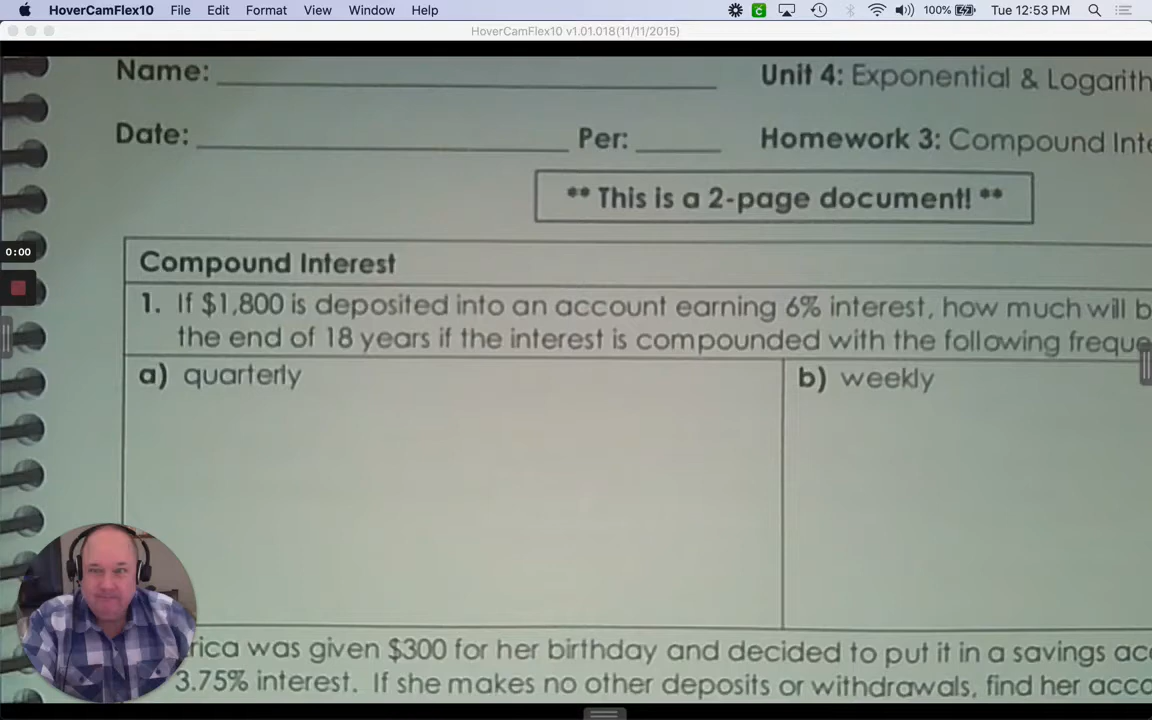 HoverCamFlex10 File Edit Format View Window Help 100% Tue 12:53 PM
HoverCamFlex10 v1.01.018(11/11/2015)
Name: Unit 4: Exponential & Logarith
Date: Per: Homework 3: Compound Inte
** This is a 2-page document! **
0:00
Compound Interest
1. If $1,800 is deposited into an account earning 6% interest, how much will b
the end of 18 years if the interest is compounded with the following freque
a) quarterly b) weekly
rica was given $300 for her birthday and decided to put it in a savings acc
3.75% interest. If she makes no other deposits or withdrawals, find her acco